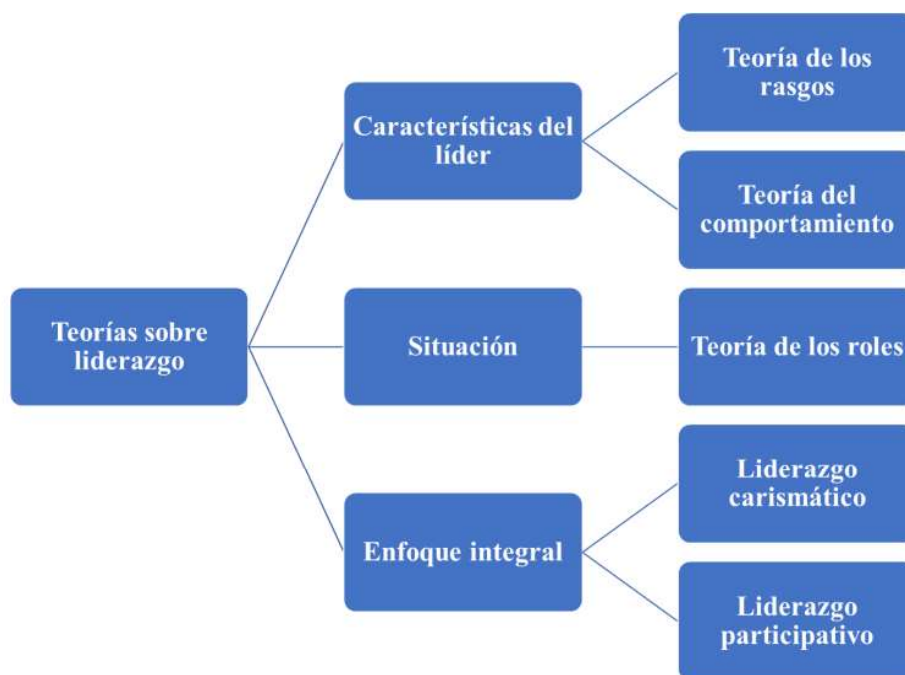 Teorías sobre
liderazgo
Características del
líder
Teoría de los
rasgos
Teoría del
comportamiento
Situación
Teoría de los roles
Enfoque integral
Liderazgo
carismático
Liderazgo
participativo